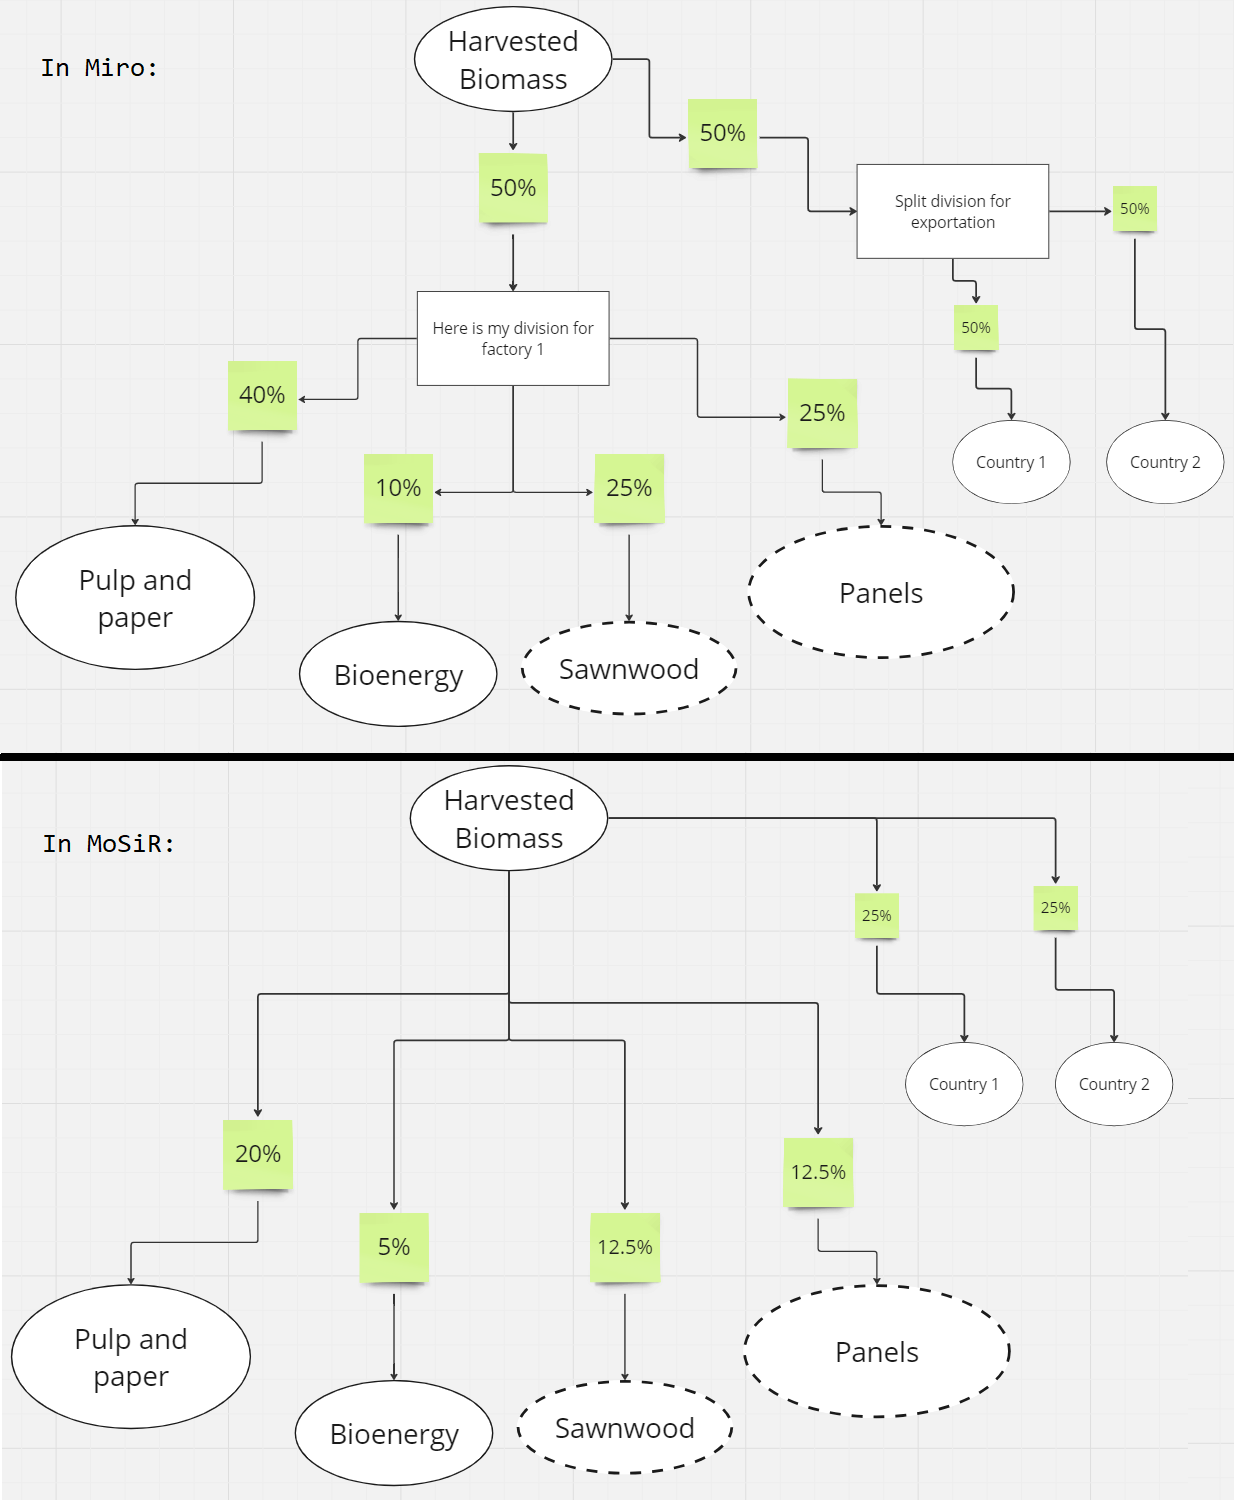 In Miro:
Harvested
Biomass
50%
50%
Split division for
exportation
50%
50%
Here is my division for
factory 1
40%
25%
10%
25%
Country 1
Country 2
Pulp and
paper
Panels
Bioenergy
Sawnwood
In MoSiR:
Harvested
Biomass
25%
25%
Country 1
Country 2
20%
12.5%
5%
12.5%
Pulp and
paper
Panels
Bioenergy
Sawnwood